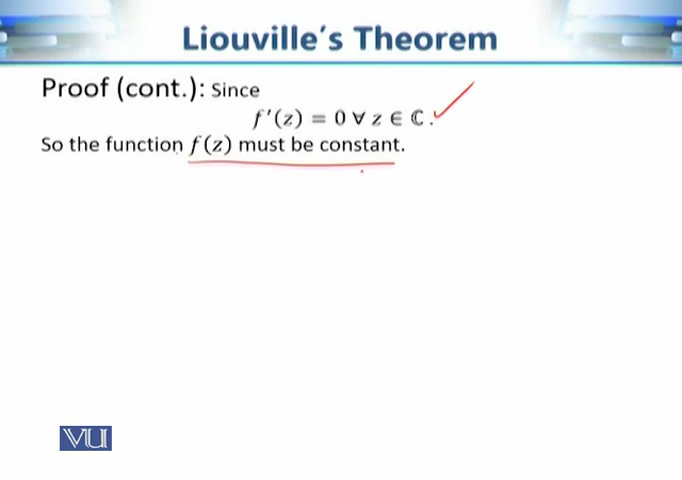 Liouville's Theorem
Proof (cont.): Since
f'(z) = 0 ∀ z ∈ ℂ.
So the function f(z) must be constant.
VU